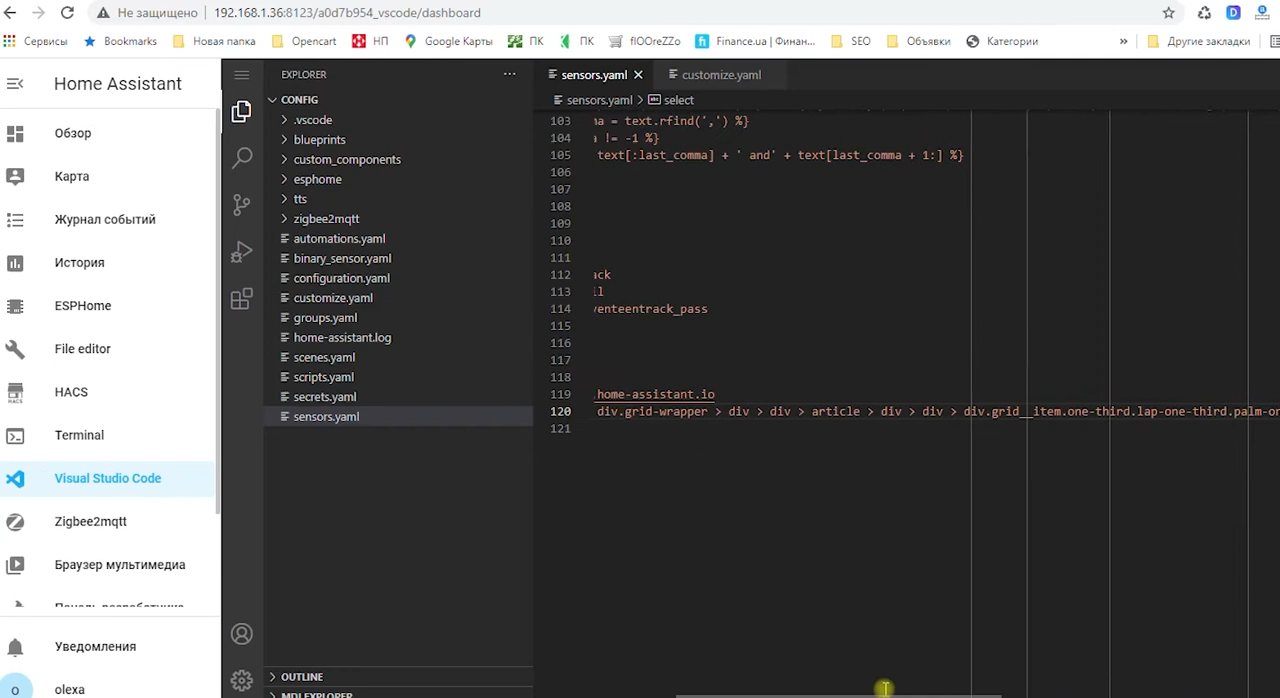 Не защищено 192.168.1.36:8123/a0d7b954_vscode/dashboard
Сервисы Bookmarks Новая папка Opencart НП Google Карты ПК ПК flOOreZZo Finance.ua | Финан... SEO Объявки Категории » Другие закладки
Home Assistant
Обзор
Карта
Журнал событий
История
ESPHome
File editor
HACS
Terminal
Visual Studio Code
Zigbee2mqtt
Браузер мультимедиа
Панель разработчика
Уведомления
o olexa
EXPLORER ...
CONFIG
.vscode
blueprints
custom_components
esphome
tts
zigbee2mqtt
automations.yaml
binary_sensor.yaml
configuration.yaml
customize.yaml
groups.yaml
home-assistant.log
scenes.yaml
scripts.yaml
secrets.yaml
sensors.yaml
OUTLINE
MDI EXPLORER
sensors.yaml customize.yaml
sensors.yaml > select
103 ma = text.rfind(',') %}
104 != -1 %}
105 text[:last_comma] + ' and' + text[last_comma + 1:] %}
106
107
108
109
110
111
112 ack
113 ll
114 venteentrack_pass
115
116
117
118
119 .home-assistant.io
120 div.grid-wrapper > div > div > article > div > div > div.grid__item.one-third.lap-one-third.palm-on
121